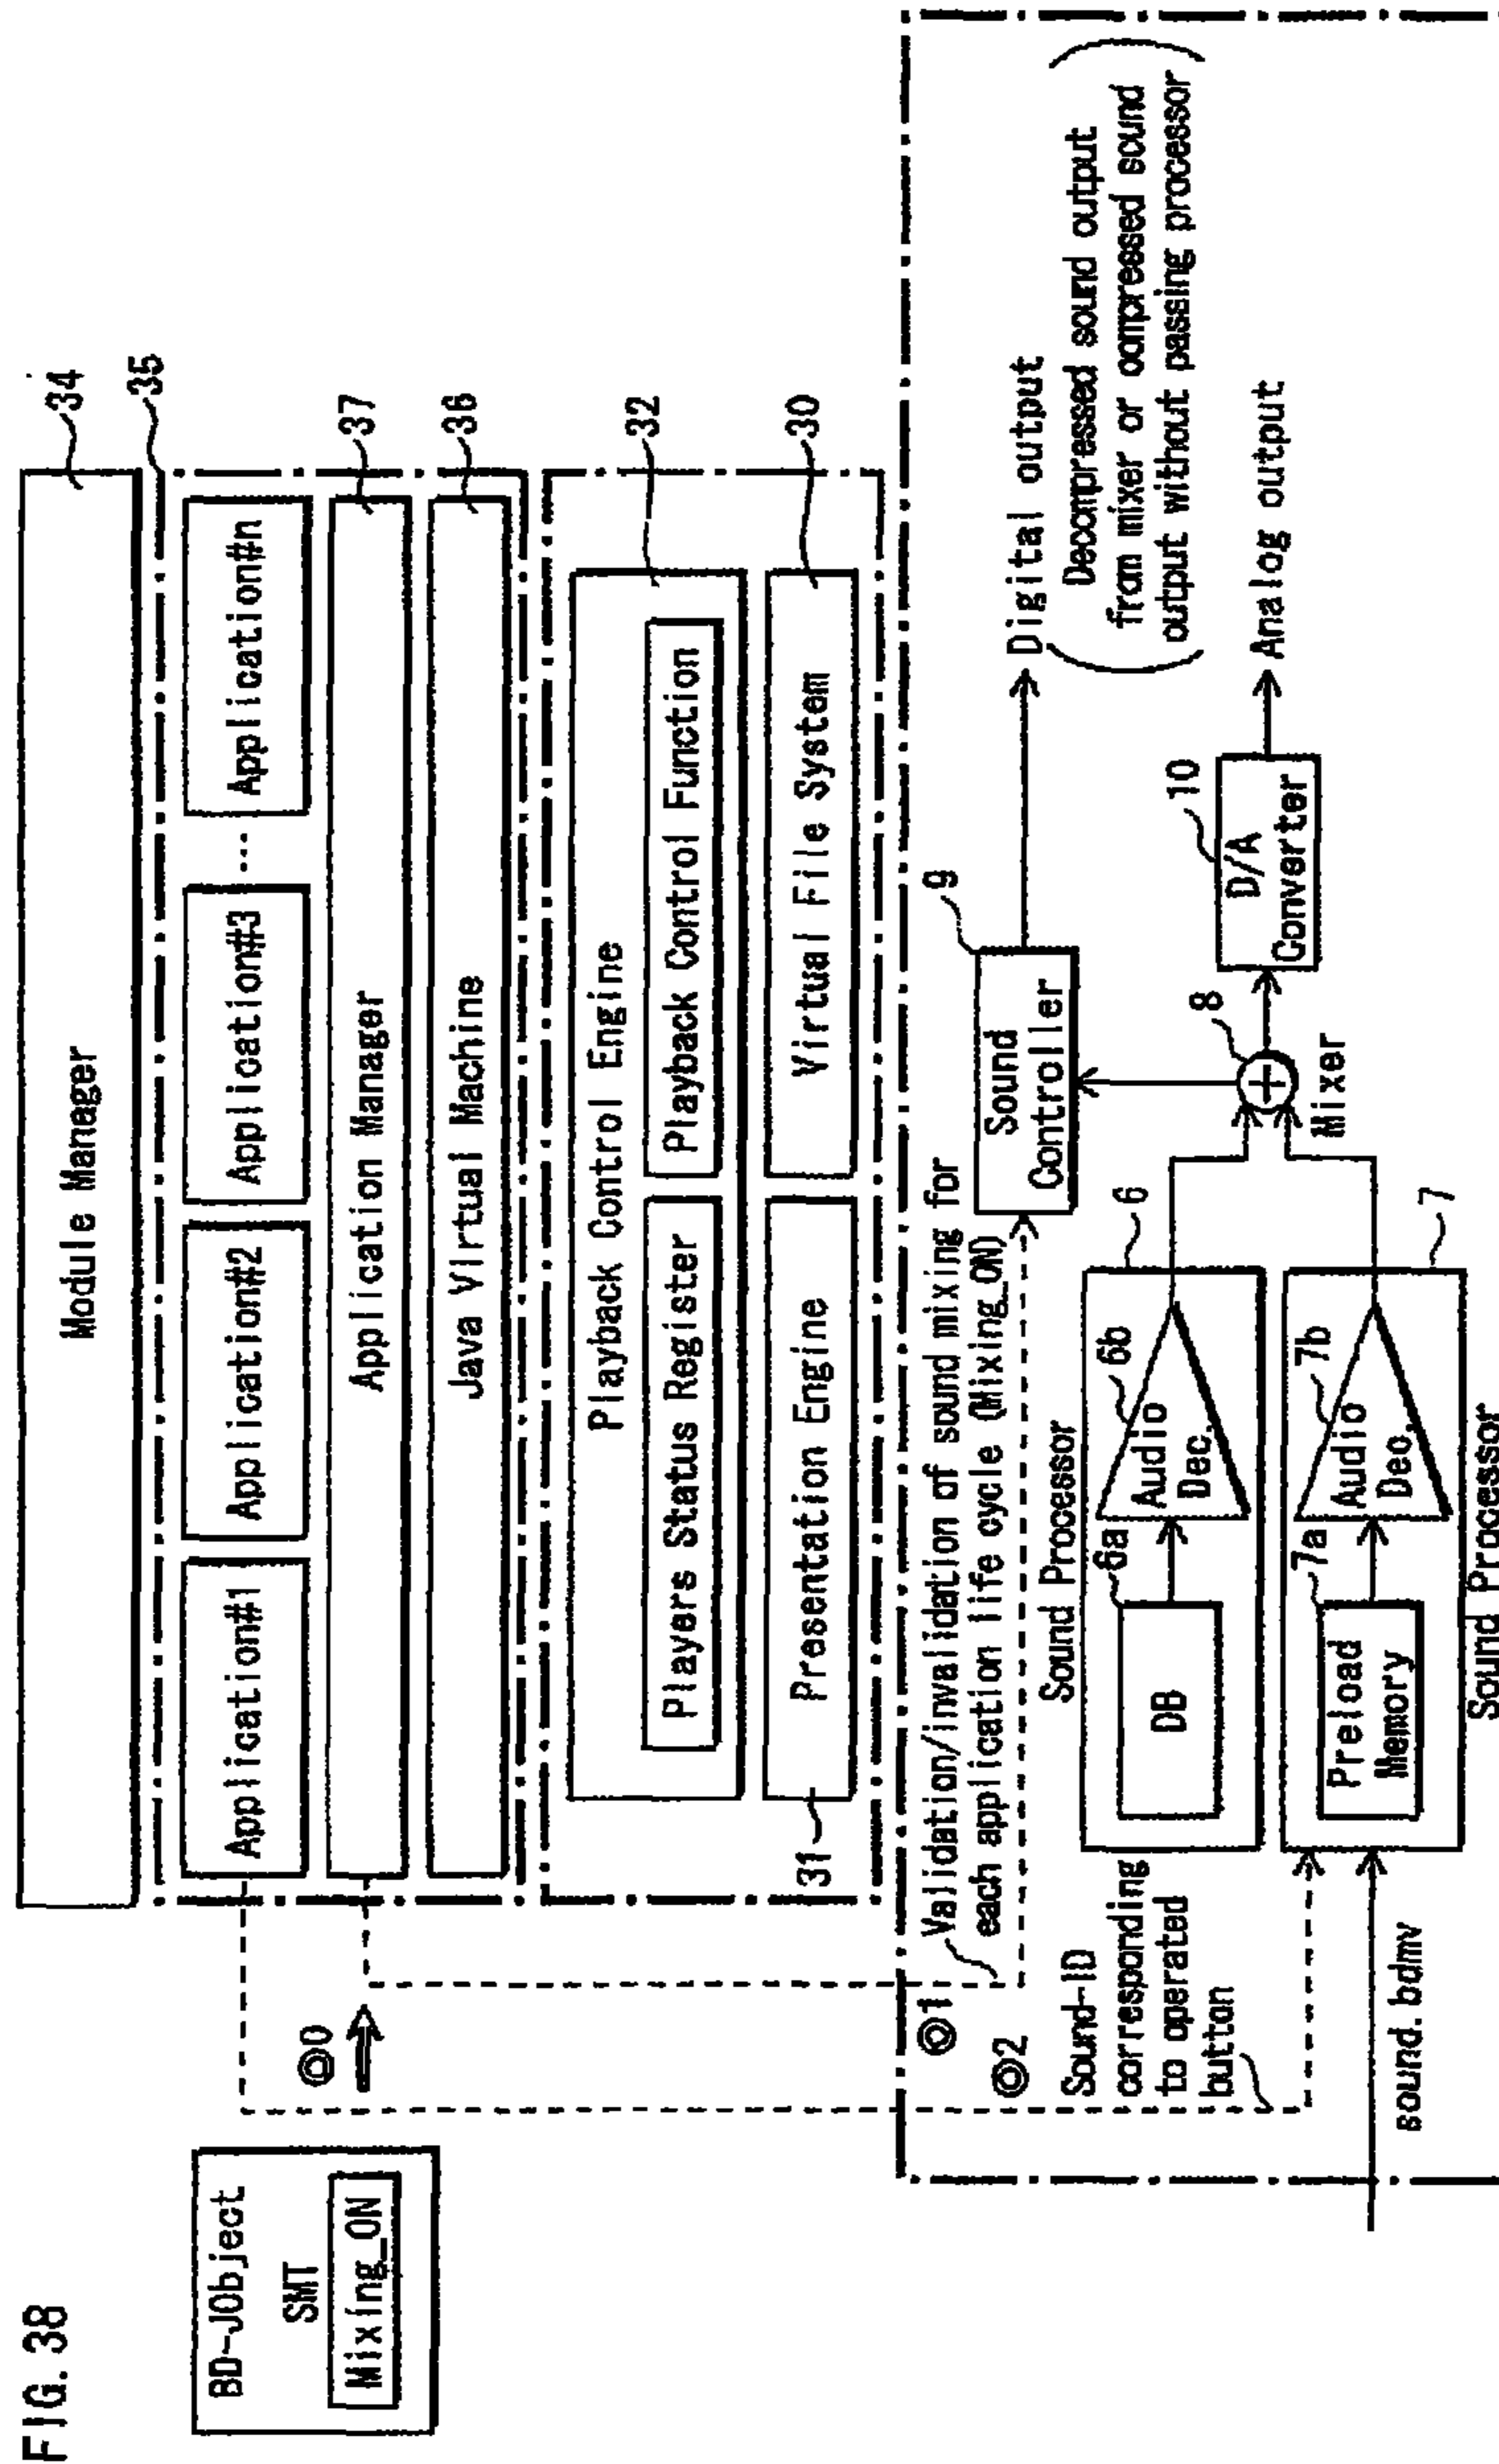 FIG. 38
BD-JObject
SMT
Mixing_ON
Module Manager
34
35
Application#1
Application#2
Application#3
...
Application#n
Application Manager
37
Java Virtual Machine
36
Playback Control Engine
32
Players Status Register
Playback Control Function
31
Presentation Engine
Virtual File System
30
◎0
◎1
Validation/invalidation of sound mixing for
each application life cycle (Mixing_ON)
◎2
Sound-ID
corresponding
to operated
button
Sound Processor
6
6a
DB
6b
Audio
Dec.
7a
Preload
Memory
7b
Audio
Dec.
7
Sound Processor
sound.bdmv
8
Mixer
9
Sound
Controller
10
D/A
Converter
Digital output
Decompressed sound output
from mixer or compressed sound
output without passing processor
Analog output